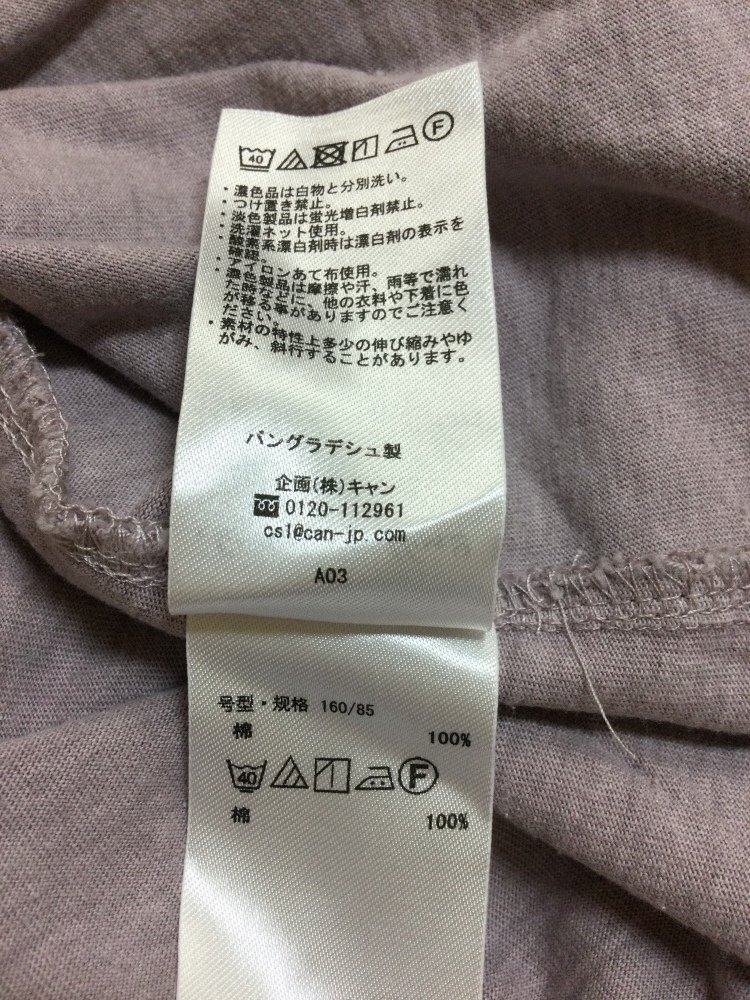 40 F
・濃色品は白物と分別洗い。
・つけ置き禁止。
・淡色製品は蛍光増白剤禁止。
・洗濯ネット使用。
・酸素系漂白剤時は漂白剤の表示を
確認。
・アイロンあて布使用。
・濃色製品は摩擦や汗、雨等で濡れ
た時などに、他の衣料や下着に色
が移る事がありますのでご注意く
ださい。
・素材の特性上多少の伸び縮みやゆ
がみ、斜行することがあります。
バングラデシュ製
企画(株)キャン
0120-112961
cs1@can-jp.com
A03
号型・规格 160/85
棉 100%
40 F
棉 100%